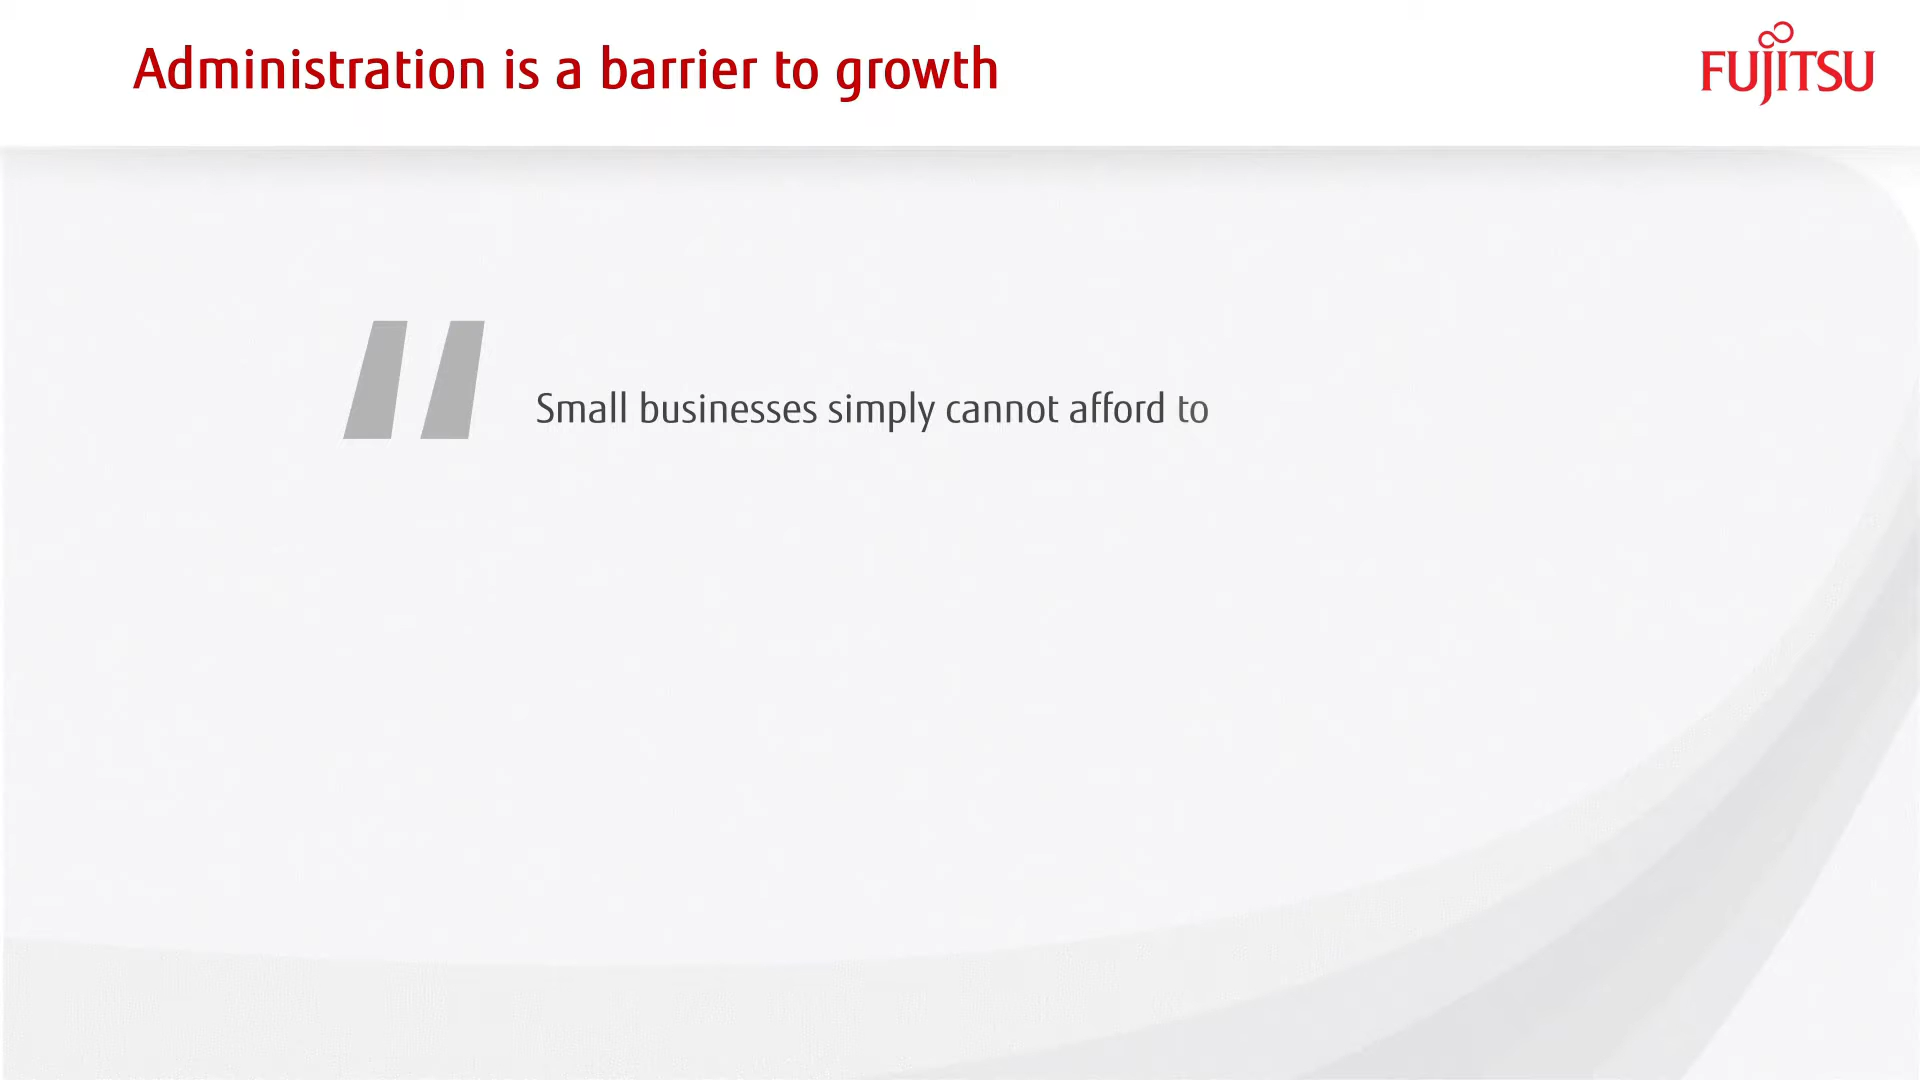 Administration is a barrier to growth
FUJITSU
Small businesses simply cannot afford to